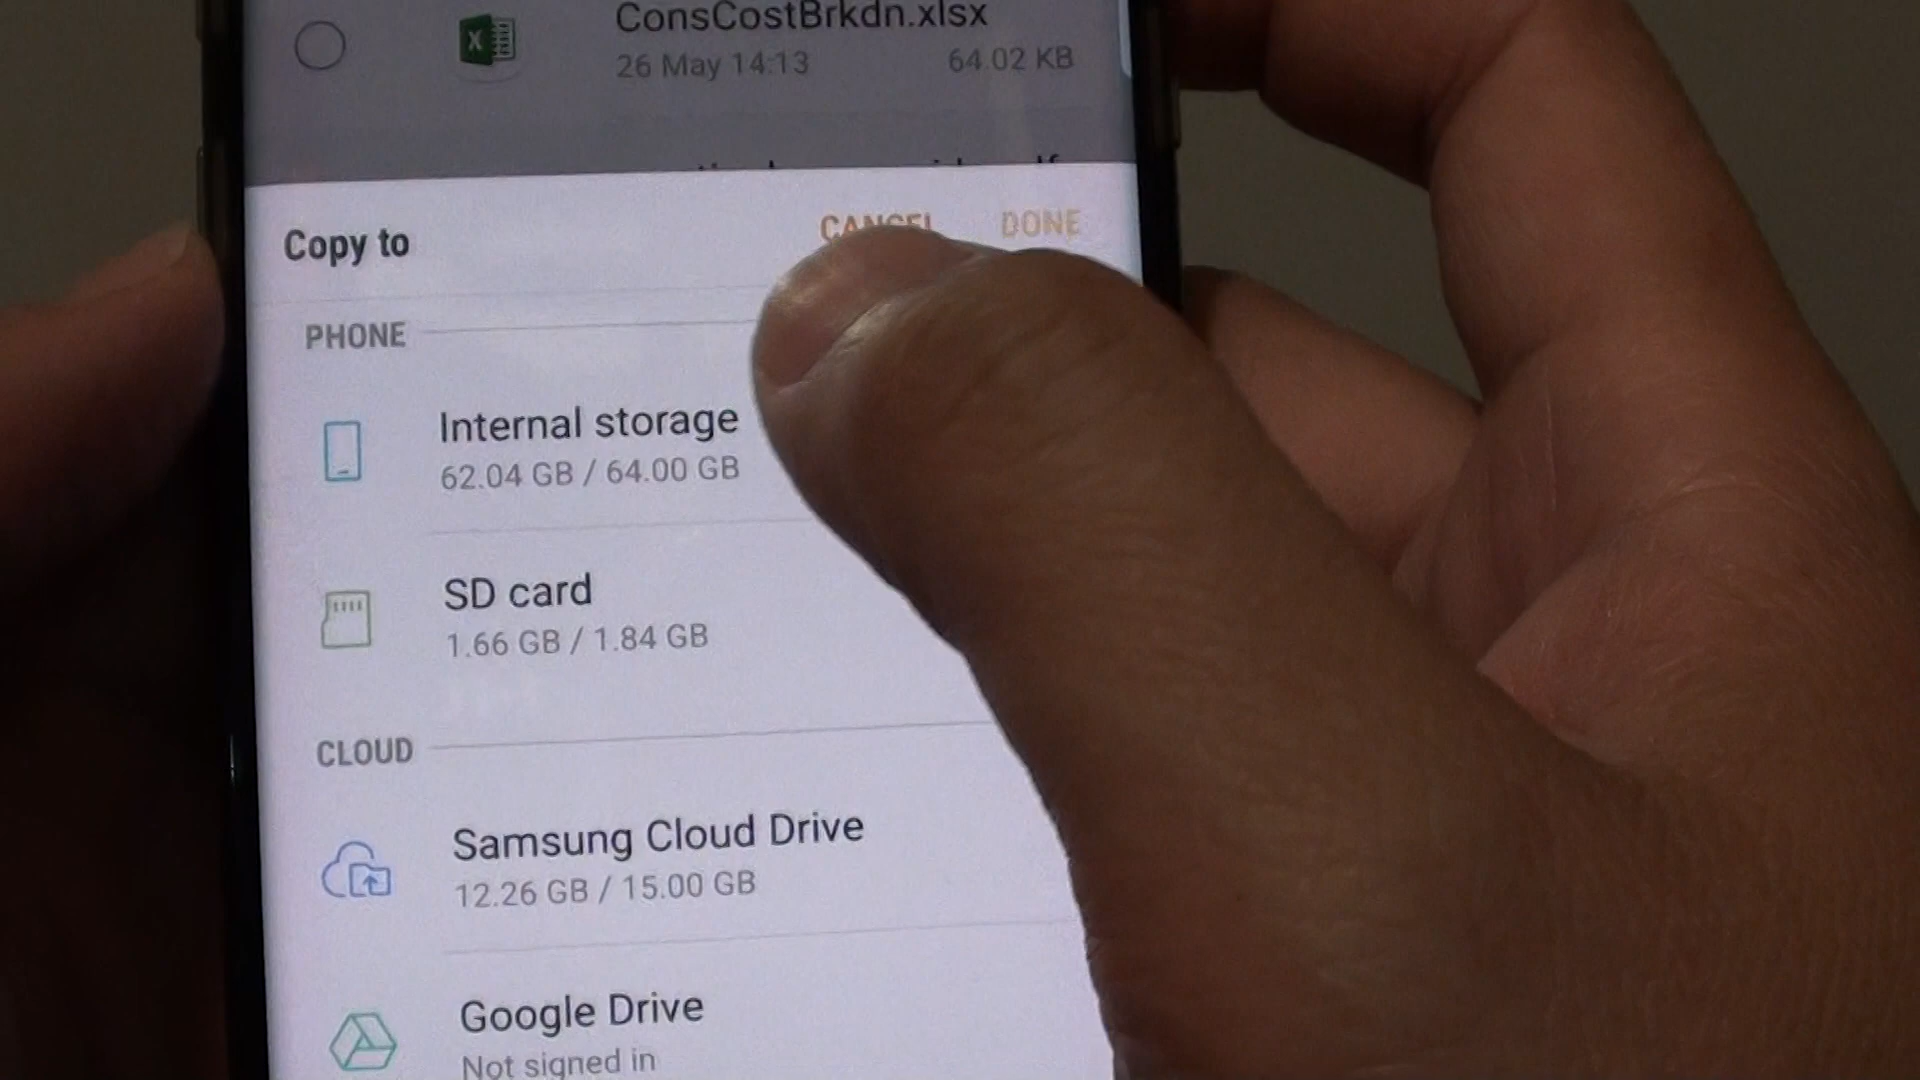 ConsCostBrkdn.xlsx
26 May 14:13 64.02 KB
Copy to CANCEL DONE
PHONE
Internal storage
62.04 GB / 64.00 GB
SD card
1.66 GB / 1.84 GB
CLOUD
Samsung Cloud Drive
12.26 GB / 15.00 GB
Google Drive
Not signed in